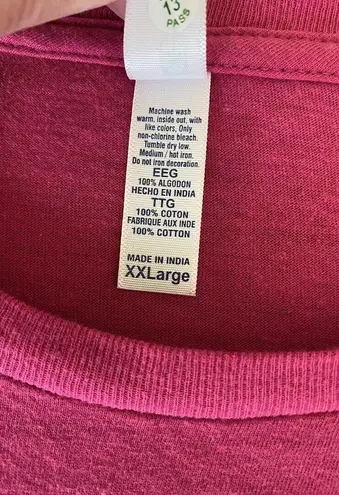 13
PASS
Machine wash
warm, inside out, with
like colors, Only
non-chlorine bleach.
Tumble dry low.
Medium / hot iron.
Do not iron decoration.
EEG
100% ALGODON
HECHO EN INDIA
TTG
100% COTON
FABRIQUE AUX INDE
100% COTTON
MADE IN INDIA
XXLarge